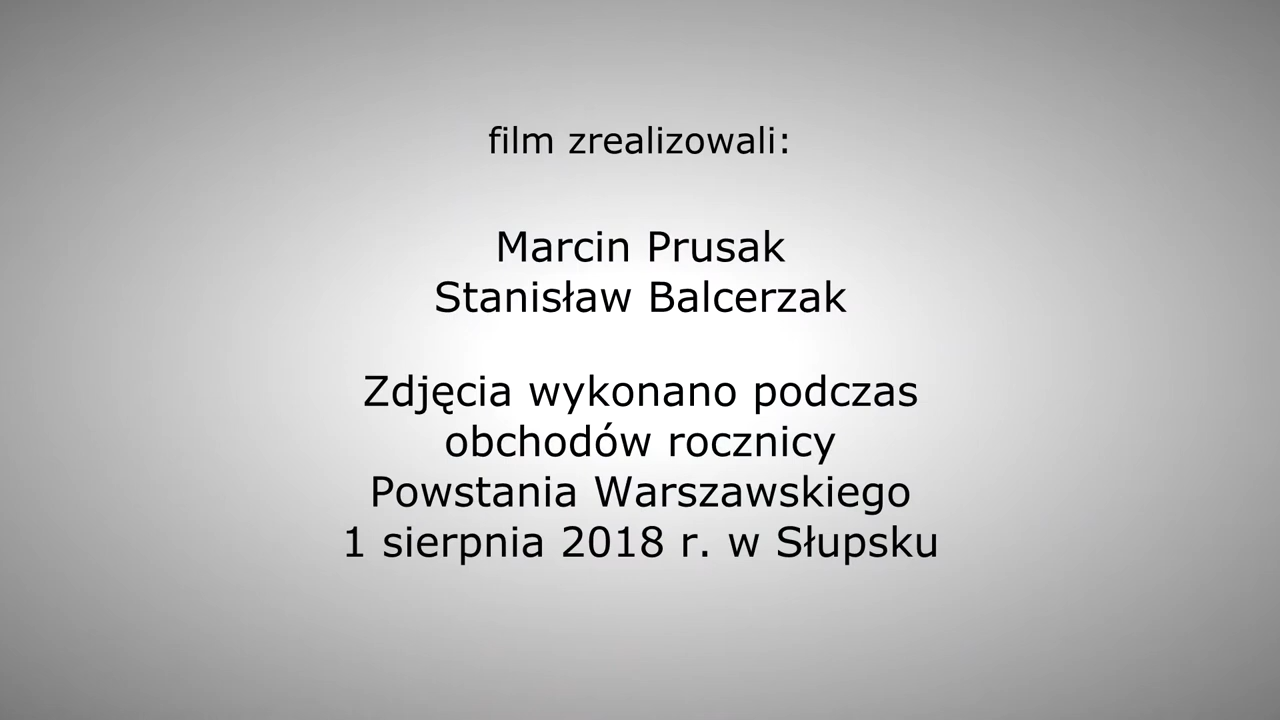 film zrealizowali:
Marcin Prusak
Stanisław Balcerzak
Zdjęcia wykonano podczas
obchodów rocznicy
Powstania Warszawskiego
1 sierpnia 2018 r. w Słupsku